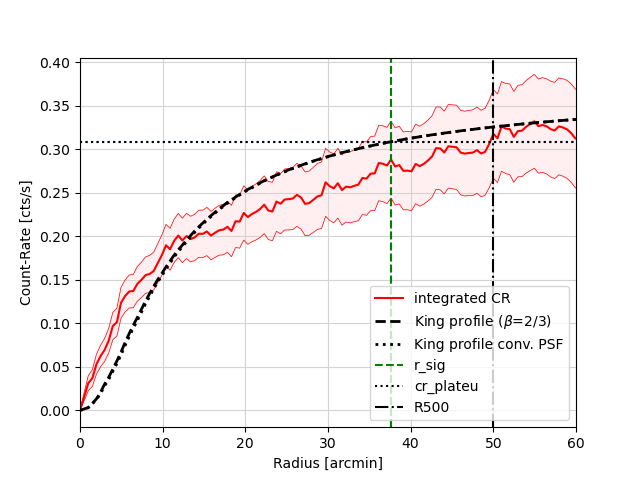 0.40
0.35
0.30
0.25
0.20
0.15
0.10
0.05
0.00
Count-Rate [cts/s]
integrated CR
King profile (β=2/3)
King profile conv. PSF
r_sig
cr_plateu
R500
0 10 20 30 40 50 60
Radius [arcmin]